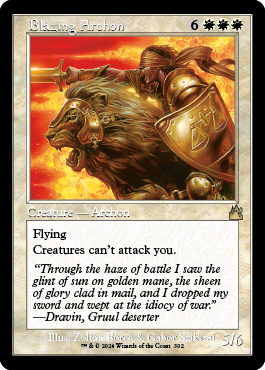 Blazing Archon 6
Creature — Archon
Flying
Creatures can't attack you.
"Through the haze of battle I saw the
glint of sun on golden mane, the sheen
of glory clad in mail, and I dropped my
sword and wept at the idiocy of war."
—Dravin, Gruul deserter
Illus. Zoltan Boros & Gabor Szikszai
5/6
™ & © 2024 Wizards of the Coast 302